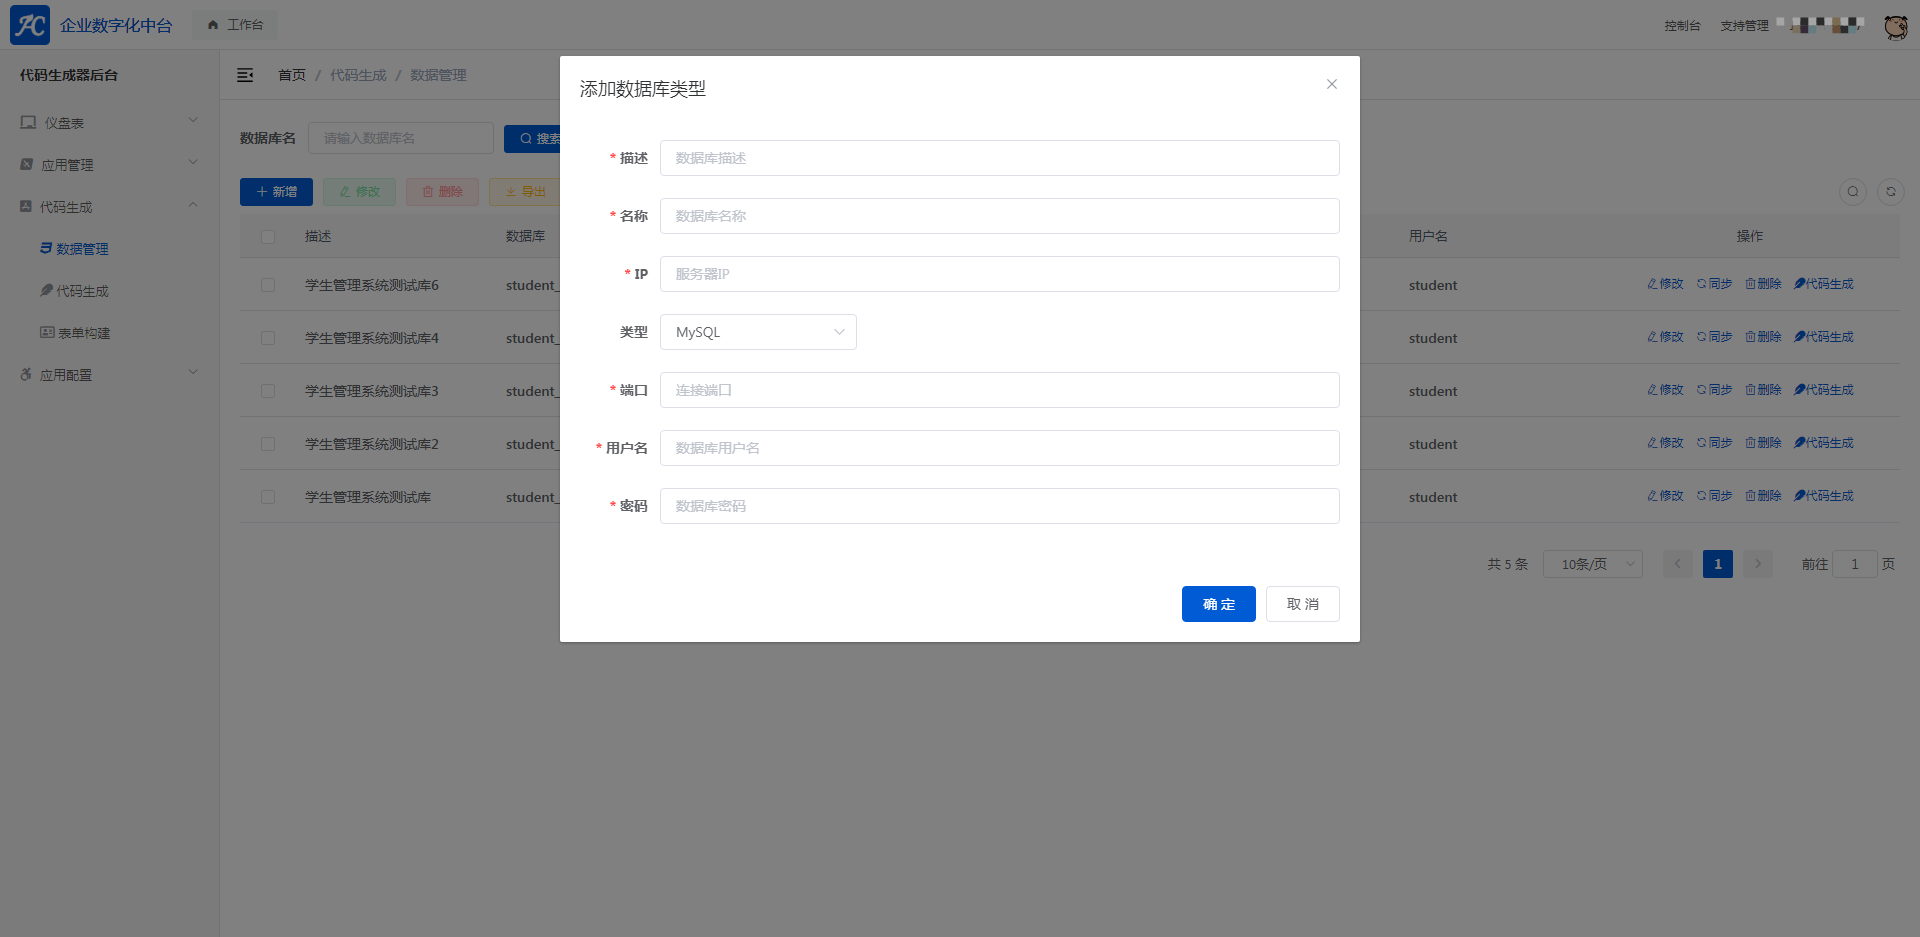 企业数字化中台
工作台
控制台
支持管理
代码生成器后台
仪盘表
应用管理
代码生成
数据管理
代码生成
表单构建
应用配置
首页 / 代码生成 / 数据管理
数据库名 请输入数据库名 搜索
新增 修改 删除 导出
描述 数据库 用户名 操作
学生管理系统测试库6 student_ student 修改 同步 删除 代码生成
学生管理系统测试库4 student_ student 修改 同步 删除 代码生成
学生管理系统测试库3 student_ student 修改 同步 删除 代码生成
学生管理系统测试库2 student_ student 修改 同步 删除 代码生成
学生管理系统测试库 student_ student 修改 同步 删除 代码生成
共 5 条 10条/页 1 前往 1 页
添加数据库类型
* 描述 数据库描述
* 名称 数据库名称
* IP 服务器IP
类型 MySQL
* 端口 连接端口
* 用户名 数据库用户名
* 密码 数据库密码
确 定 取 消